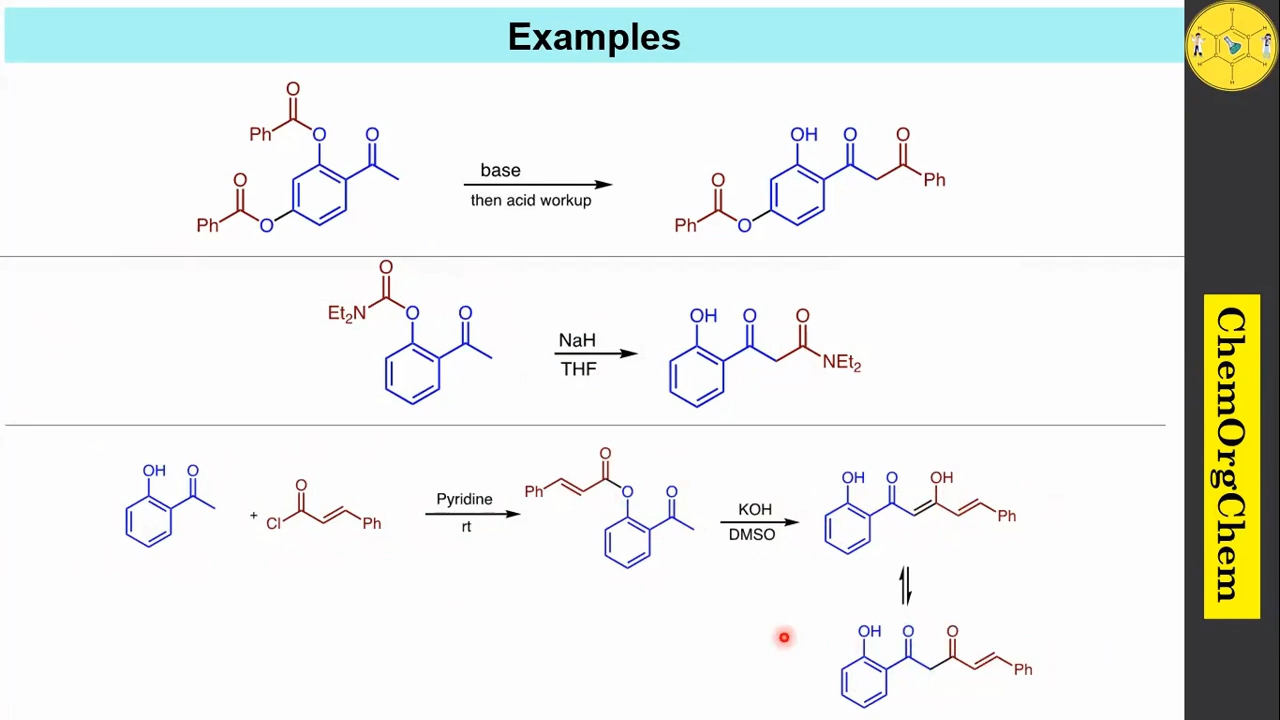 Examples
O
Ph
O
O
O
Ph
O
base
then acid workup
OH
O
O
Ph
O
Ph
O
O
Et2N
O
O
NaH
THF
OH
O
O
NEt2
OH
O
+
O
Cl
Ph
Pyridine
rt
O
Ph
O
O
KOH
DMSO
OH
O
OH
Ph
OH
O
O
Ph
ChemOrgChem